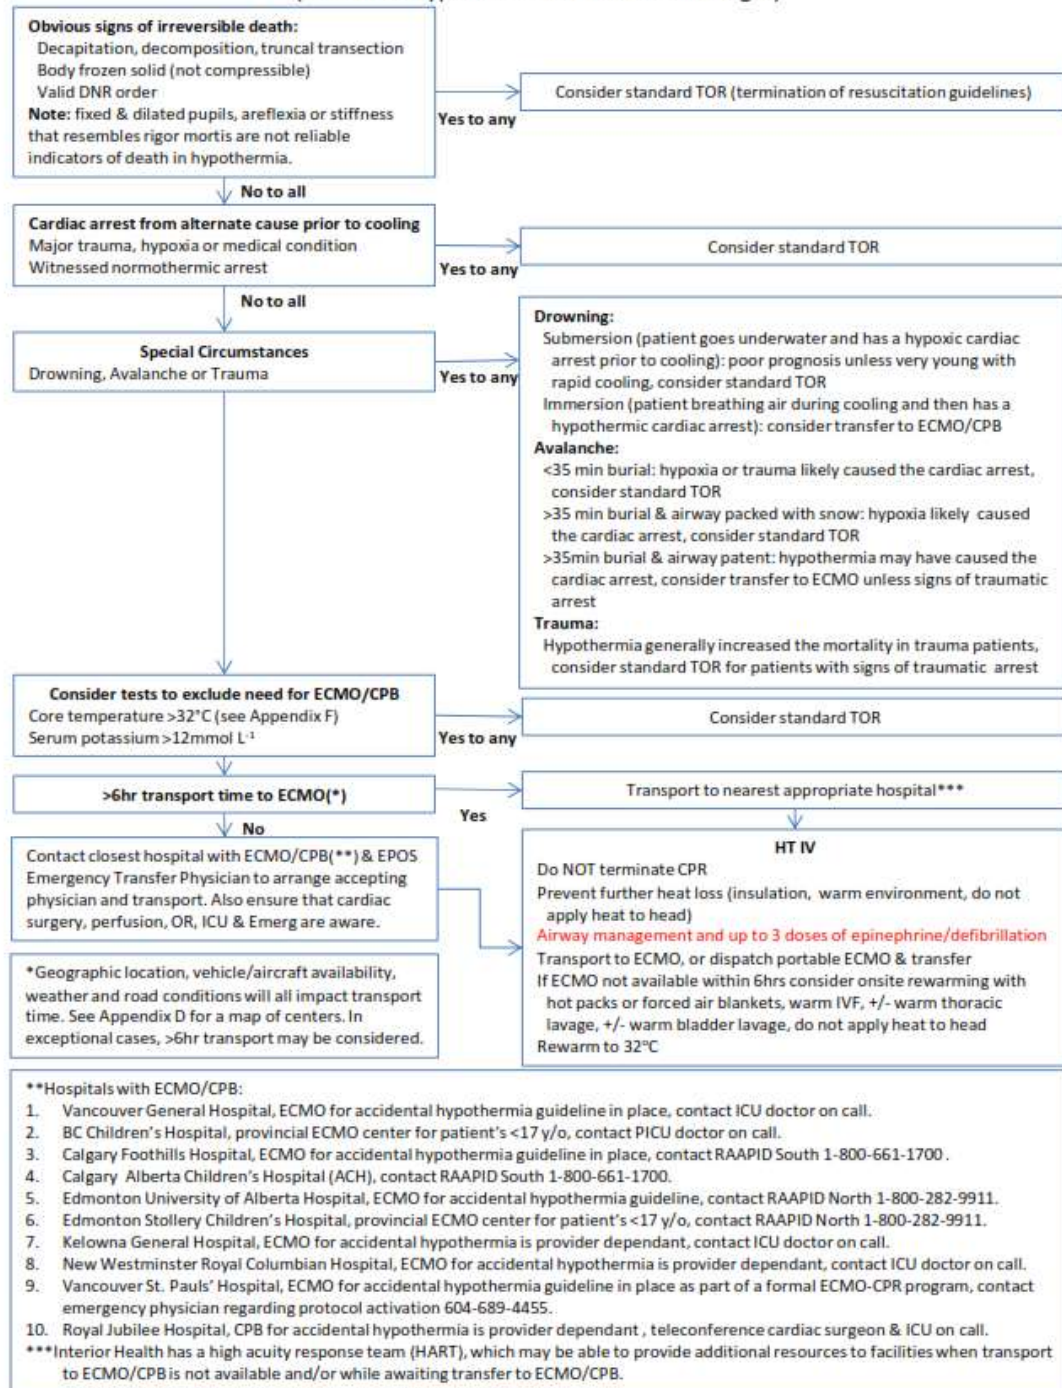 Obvious signs of irreversible death:
Decapitation, decomposition, truncal transection
Body frozen solid (not compressible)
Valid DNR order
Note: fixed & dilated pupils, areflexia or stiffness
that resembles rigor mortis are not reliable
indicators of death in hypothermia.
Yes to any
Consider standard TOR (termination of resuscitation guidelines)
No to all
Cardiac arrest from alternate cause prior to cooling
Major trauma, hypoxia or medical condition
Witnessed normothermic arrest
Yes to any
Consider standard TOR
No to all
Special Circumstances
Drowning, Avalanche or Trauma
Yes to any
Drowning:
Submersion (patient goes underwater and has a hypoxic cardiac
arrest prior to cooling): poor prognosis unless very young with
rapid cooling, consider standard TOR
Immersion (patient breathing air during cooling and then has a
hypothermic cardiac arrest): consider transfer to ECMO/CPB
Avalanche:
<35 min burial: hypoxia or trauma likely caused the cardiac arrest,
consider standard TOR
>35 min burial & airway packed with snow: hypoxia likely caused
the cardiac arrest, consider standard TOR
>35min burial & airway patent: hypothermia may have caused the
cardiac arrest, consider transfer to ECMO unless signs of traumatic
arrest
Trauma:
Hypothermia generally increased the mortality in trauma patients,
consider standard TOR for patients with signs of traumatic arrest
Consider tests to exclude need for ECMO/CPB
Core temperature >32°C (see Appendix F)
Serum potassium >12mmol L-1
Yes to any
Consider standard TOR
>6hr transport time to ECMO(*)
Yes
Transport to nearest appropriate hospital***
No
Contact closest hospital with ECMO/CPB(**) & EPOS
Emergency Transfer Physician to arrange accepting
physician and transport. Also ensure that cardiac
surgery, perfusion, OR, ICU & Emerg are aware.
HT IV
Do NOT terminate CPR
Prevent further heat loss (insulation, warm environment, do not
apply heat to head)
Airway management and up to 3 doses of epinephrine/defibrillation
Transport to ECMO, or dispatch portable ECMO & transfer
If ECMO not available within 6hrs consider onsite rewarming with
hot packs or forced air blankets, warm IVF, +/- warm thoracic
lavage, +/- warm bladder lavage, do not apply heat to head
Rewarm to 32°C
*Geographic location, vehicle/aircraft availability,
weather and road conditions will all impact transport
time. See Appendix D for a map of centers. In
exceptional cases, >6hr transport may be considered.
**Hospitals with ECMO/CPB:
1. Vancouver General Hospital, ECMO for accidental hypothermia guideline in place, contact ICU doctor on call.
2. BC Children's Hospital, provincial ECMO center for patient's <17 y/o, contact PICU doctor on call.
3. Calgary Foothills Hospital, ECMO for accidental hypothermia guideline in place, contact RAAPID South 1-800-661-1700 .
4. Calgary Alberta Children's Hospital (ACH), contact RAAPID South 1-800-661-1700.
5. Edmonton University of Alberta Hospital, ECMO for accidental hypothermia guideline, contact RAAPID North 1-800-282-9911.
6. Edmonton Stollery Children's Hospital, provincial ECMO center for patient's <17 y/o, contact RAAPID North 1-800-282-9911.
7. Kelowna General Hospital, ECMO for accidental hypothermia is provider dependant, contact ICU doctor on call.
8. New Westminster Royal Columbian Hospital, ECMO for accidental hypothermia is provider dependant, contact ICU doctor on call.
9. Vancouver St. Pauls' Hospital, ECMO for accidental hypothermia guideline in place as part of a formal ECMO-CPR program, contact
emergency physician regarding protocol activation 604-689-4455.
10. Royal Jubilee Hospital, CPB for accidental hypothermia is provider dependant , teleconference cardiac surgeon & ICU on call.
***Interior Health has a high acuity response team (HART), which may be able to provide additional resources to facilities when transport
to ECMO/CPB is not available and/or while awaiting transfer to ECMO/CPB.